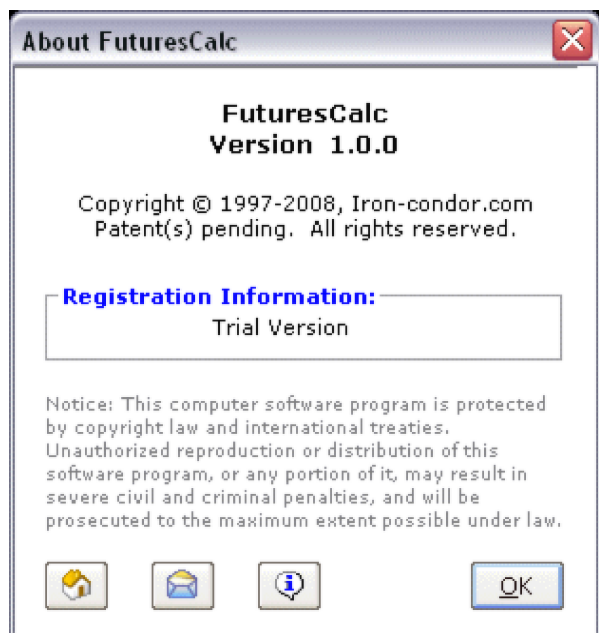 About FuturesCalc
FuturesCalc
Version 1.0.0
Copyright © 1997-2008, Iron-condor.com
Patent(s) pending. All rights reserved.
Registration Information:
Trial Version
Notice: This computer software program is protected
by copyright law and international treaties.
Unauthorized reproduction or distribution of this
software program, or any portion of it, may result in
severe civil and criminal penalties, and will be
prosecuted to the maximum extent possible under law.
OK